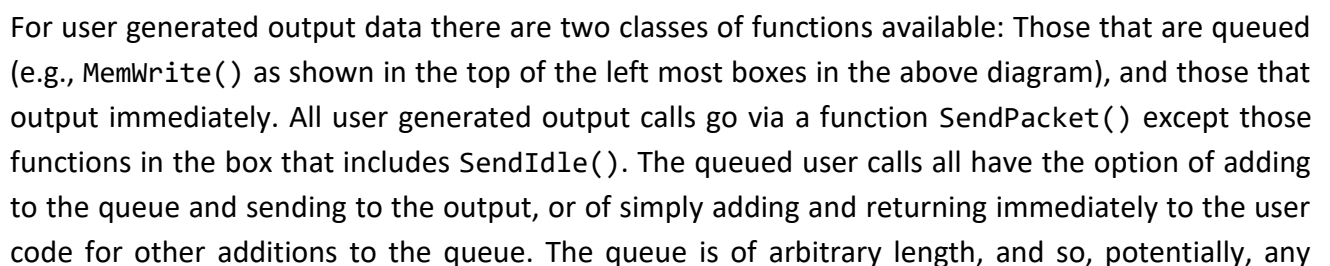 For user generated output data there are two classes of functions available: Those that are queued
(e.g., MemWrite() as shown in the top of the left most boxes in the above diagram), and those that
output immediately. All user generated output calls go via a function SendPacket() except those
functions in the box that includes SendIdle(). The queued user calls all have the option of adding
to the queue and sending to the output, or of simply adding and returning immediately to the user
code for other additions to the queue. The queue is of arbitrary length, and so, potentially, any